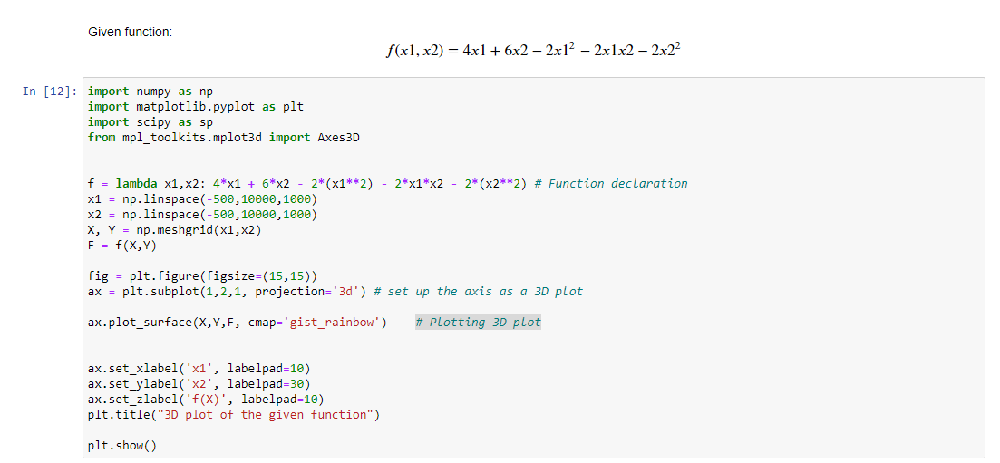 Given function:
f(x1, x2) = 4x1 + 6x2 − 2x1² − 2x1x2 − 2x2²
In [12]: import numpy as np
import matplotlib.pyplot as plt
import scipy as sp
from mpl_toolkits.mplot3d import Axes3D
f = lambda x1,x2: 4*x1 + 6*x2 - 2*(x1**2) - 2*x1*x2 - 2*(x2**2) # Function declaration
x1 = np.linspace(-500,10000,1000)
x2 = np.linspace(-500,10000,1000)
X, Y = np.meshgrid(x1,x2)
F = f(X,Y)
fig = plt.figure(figsize=(15,15))
ax = plt.subplot(1,2,1, projection='3d') # set up the axis as a 3D plot
ax.plot_surface(X,Y,F, cmap='gist_rainbow')    # Plotting 3D plot
ax.set_xlabel('x1', labelpad=10)
ax.set_ylabel('x2', labelpad=30)
ax.set_zlabel('f(X)', labelpad=10)
plt.title("3D plot of the given function")
plt.show()